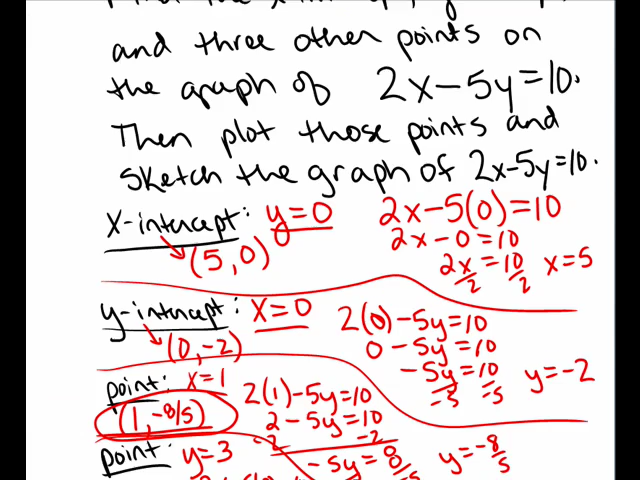 and three other points on
the graph of 2x-5y=10.
Then plot those points and
sketch the graph of 2x-5y=10.
x-intercept: y=0 2x-5(0)=10
2x-0=10
(5,0) 2x/2=10/2 x=5
y-intercept: x=0 2(0)-5y=10
(0,-2) 0-5y=10
-5y/-5=10/-5 y=-2
point: x=1 2(1)-5y=10
(1,-8/5) 2-5y=10
-2 -2
point: y=3 -5y=8 y=-8/5